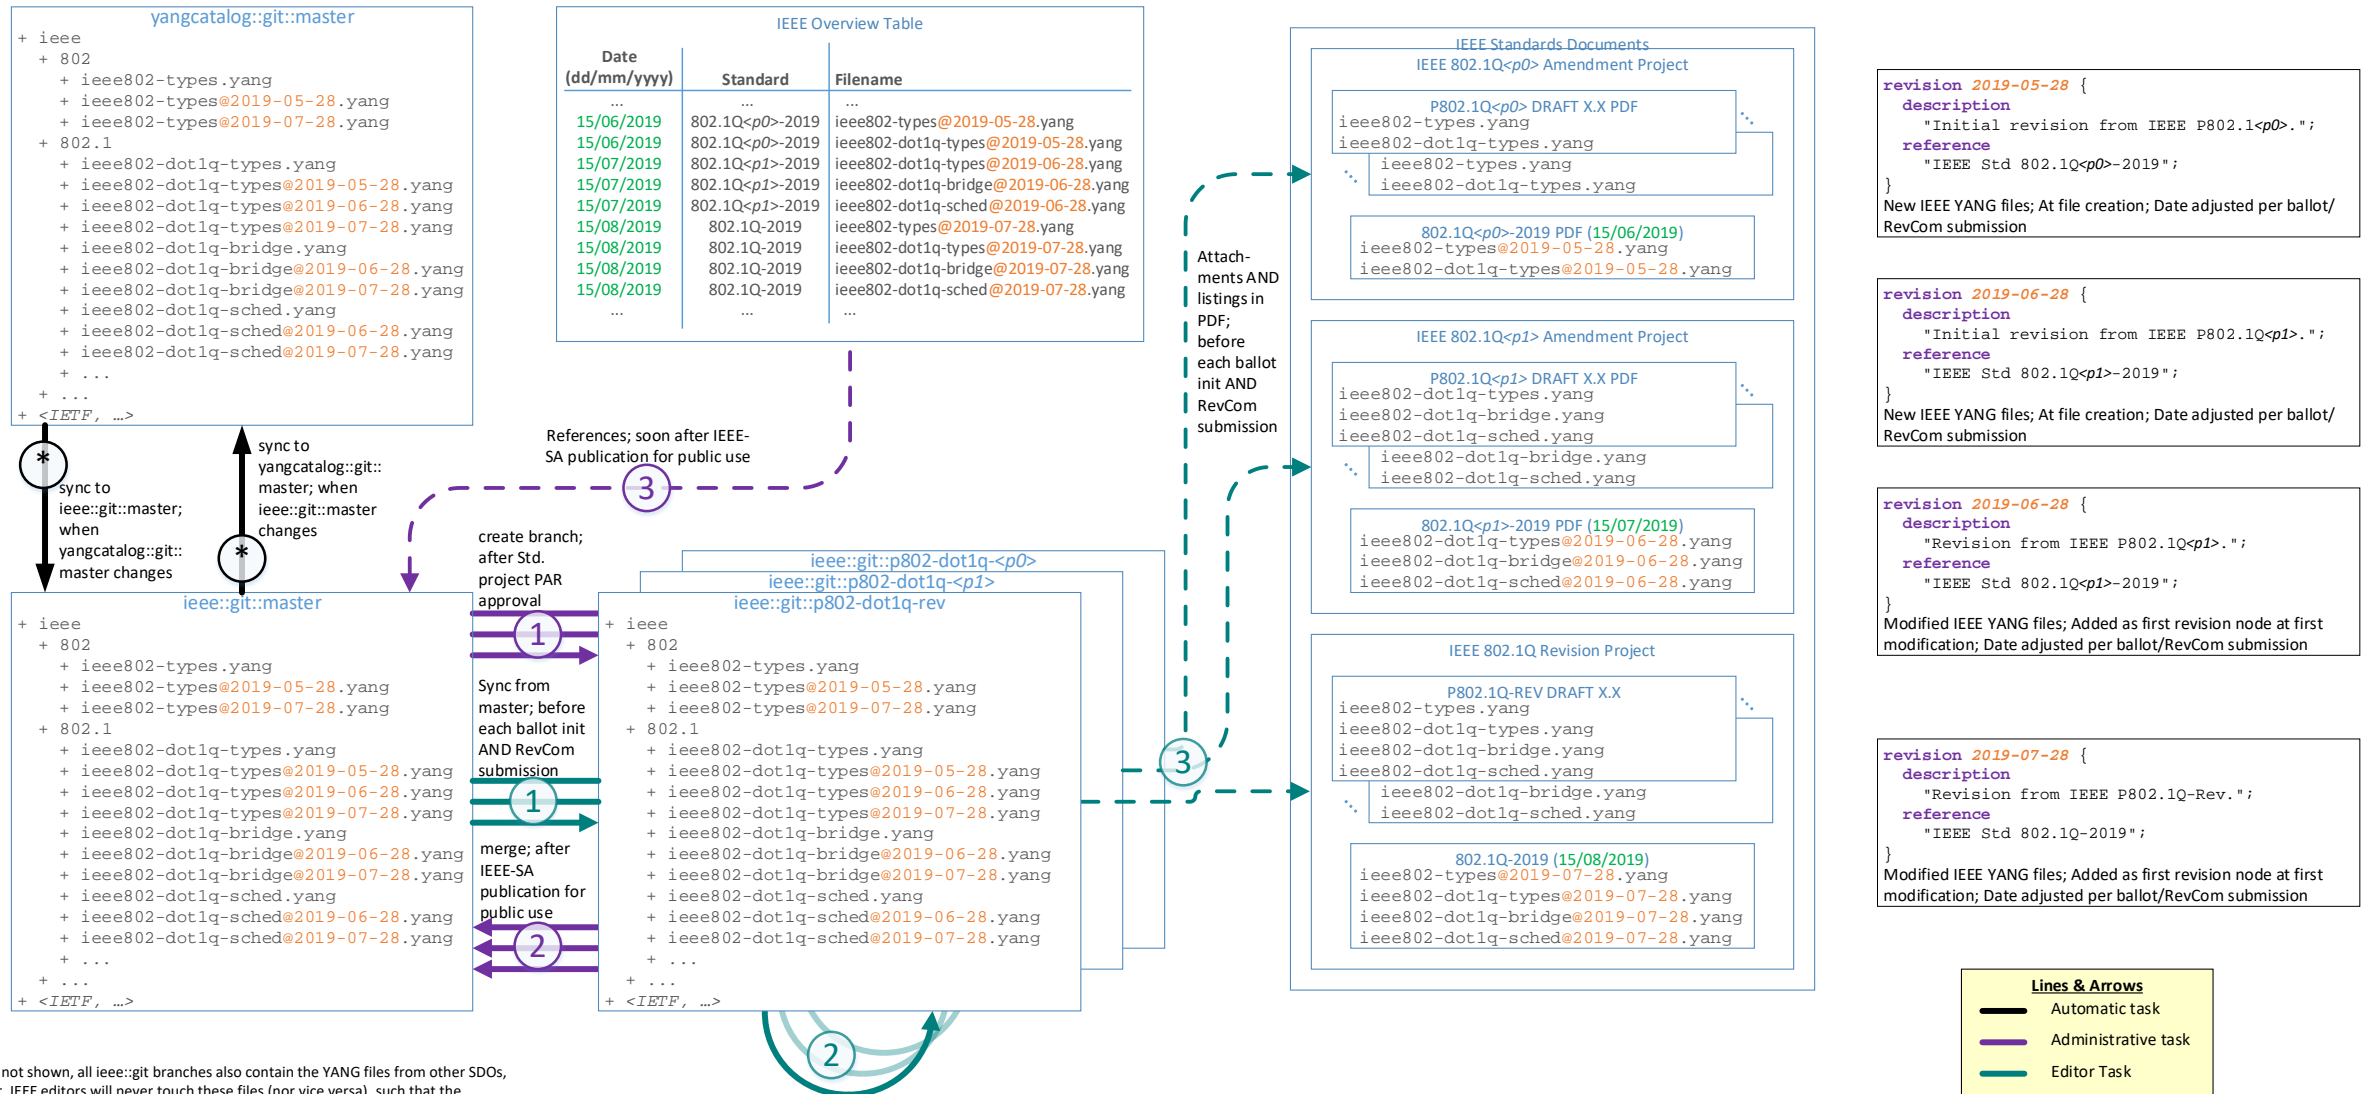 yangcatalog::git::master
+ ieee
+ 802
+ ieee802-types.yang
+ ieee802-types@2019-05-28.yang
+ ieee802-types@2019-07-28.yang
+ 802.1
+ ieee802-dot1q-types.yang
+ ieee802-dot1q-types@2019-05-28.yang
+ ieee802-dot1q-types@2019-06-28.yang
+ ieee802-dot1q-types@2019-07-28.yang
+ ieee802-dot1q-bridge.yang
+ ieee802-dot1q-bridge@2019-06-28.yang
+ ieee802-dot1q-bridge@2019-07-28.yang
+ ieee802-dot1q-sched.yang
+ ieee802-dot1q-sched@2019-06-28.yang
+ ieee802-dot1q-sched@2019-07-28.yang
+ ...
+ ...
+ <IETF, …>
*
sync to
ieee::git::master;
when
yangcatalog::git::
master changes
sync to
yangcatalog::git::
master; when
ieee::git::master
changes
*
ieee::git::master
+ ieee
+ 802
+ ieee802-types.yang
+ ieee802-types@2019-05-28.yang
+ ieee802-types@2019-07-28.yang
+ 802.1
+ ieee802-dot1q-types.yang
+ ieee802-dot1q-types@2019-05-28.yang
+ ieee802-dot1q-types@2019-06-28.yang
+ ieee802-dot1q-types@2019-07-28.yang
+ ieee802-dot1q-bridge.yang
+ ieee802-dot1q-bridge@2019-06-28.yang
+ ieee802-dot1q-bridge@2019-07-28.yang
+ ieee802-dot1q-sched.yang
+ ieee802-dot1q-sched@2019-06-28.yang
+ ieee802-dot1q-sched@2019-07-28.yang
+ ...
+ ...
+ <IETF, …>
not shown, all ieee::git branches also contain the YANG files from other SDOs,
IEEE editors will never touch these files (nor vice versa), such that the
IEEE Overview Table
Date
(dd/mm/yyyy) Standard Filename
... ... ...
15/06/2019 802.1Q<p0>-2019 ieee802-types@2019-05-28.yang
15/06/2019 802.1Q<p0>-2019 ieee802-dot1q-types@2019-05-28.yang
15/07/2019 802.1Q<p1>-2019 ieee802-dot1q-types@2019-06-28.yang
15/07/2019 802.1Q<p1>-2019 ieee802-dot1q-bridge@2019-06-28.yang
15/07/2019 802.1Q<p1>-2019 ieee802-dot1q-sched@2019-06-28.yang
15/08/2019 802.1Q-2019 ieee802-types@2019-07-28.yang
15/08/2019 802.1Q-2019 ieee802-dot1q-types@2019-07-28.yang
15/08/2019 802.1Q-2019 ieee802-dot1q-bridge@2019-07-28.yang
15/08/2019 802.1Q-2019 ieee802-dot1q-sched@2019-07-28.yang
... ... ...
References; soon after IEEE-
SA publication for public use
3
create branch;
after Std.
project PAR
approval
1
Sync from
master; before
each ballot init
AND RevCom
submission
1
merge; after
IEEE-SA
publication for
public use
2
ieee::git::p802-dot1q-<p0>
ieee::git::p802-dot1q-<p1>
ieee::git::p802-dot1q-rev
+ ieee
+ 802
+ ieee802-types.yang
+ ieee802-types@2019-05-28.yang
+ ieee802-types@2019-07-28.yang
+ 802.1
+ ieee802-dot1q-types.yang
+ ieee802-dot1q-types@2019-05-28.yang
+ ieee802-dot1q-types@2019-06-28.yang
+ ieee802-dot1q-types@2019-07-28.yang
+ ieee802-dot1q-bridge.yang
+ ieee802-dot1q-bridge@2019-06-28.yang
+ ieee802-dot1q-bridge@2019-07-28.yang
+ ieee802-dot1q-sched.yang
+ ieee802-dot1q-sched@2019-06-28.yang
+ ieee802-dot1q-sched@2019-07-28.yang
+ ...
+ ...
+ <IETF, …>
2
3
Attach-
ments AND
listings in
PDF;
before
each ballot
init AND
RevCom
submission
IEEE Standards Documents
IEEE 802.1Q<p0> Amendment Project
P802.1Q<p0> DRAFT X.X PDF
ieee802-types.yang
ieee802-dot1q-types.yang
ieee802-types.yang
ieee802-dot1q-types.yang
802.1Q<p0>-2019 PDF (15/06/2019)
ieee802-types@2019-05-28.yang
ieee802-dot1q-types@2019-05-28.yang
IEEE 802.1Q<p1> Amendment Project
P802.1Q<p1> DRAFT X.X PDF
ieee802-dot1q-types.yang
ieee802-dot1q-bridge.yang
ieee802-dot1q-sched.yang
ieee802-dot1q-bridge.yang
ieee802-dot1q-sched.yang
802.1Q<p1>-2019 PDF (15/07/2019)
ieee802-dot1q-types@2019-06-28.yang
ieee802-dot1q-bridge@2019-06-28.yang
ieee802-dot1q-sched@2019-06-28.yang
IEEE 802.1Q Revision Project
P802.1Q-REV DRAFT X.X
ieee802-types.yang
ieee802-dot1q-types.yang
ieee802-dot1q-bridge.yang
ieee802-dot1q-sched.yang
ieee802-dot1q-bridge.yang
ieee802-dot1q-sched.yang
802.1Q-2019 (15/08/2019)
ieee802-types@2019-07-28.yang
ieee802-dot1q-types@2019-07-28.yang
ieee802-dot1q-bridge@2019-07-28.yang
ieee802-dot1q-sched@2019-07-28.yang
revision 2019-05-28 {
description
"Initial revision from IEEE P802.1<p0>.";
reference
"IEEE Std 802.1Q<p0>-2019";
}
New IEEE YANG files; At file creation; Date adjusted per ballot/
RevCom submission
revision 2019-06-28 {
description
"Initial revision from IEEE P802.1Q<p1>.";
reference
"IEEE Std 802.1Q<p1>-2019";
}
New IEEE YANG files; At file creation; Date adjusted per ballot/
RevCom submission
revision 2019-06-28 {
description
"Revision from IEEE P802.1Q<p1>.";
reference
"IEEE Std 802.1Q<p1>-2019";
}
Modified IEEE YANG files; Added as first revision node at first
modification; Date adjusted per ballot/RevCom submission
revision 2019-07-28 {
description
"Revision from IEEE P802.1Q-Rev.";
reference
"IEEE Std 802.1Q-2019";
}
Modified IEEE YANG files; Added as first revision node at first
modification; Date adjusted per ballot/RevCom submission
Lines & Arrows
Automatic task
Administrative task
Editor Task